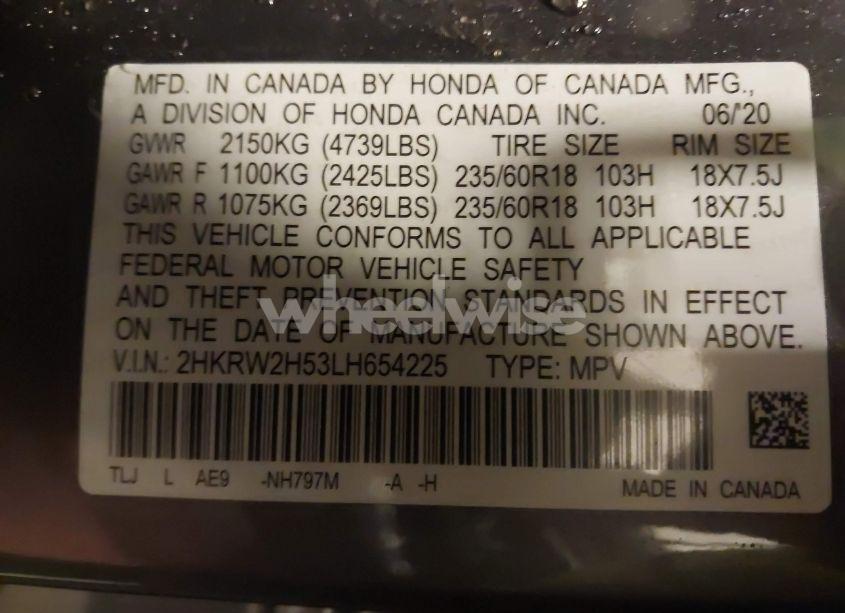 MFD. IN CANADA BY HONDA OF CANADA MFG.,
A DIVISION OF HONDA CANADA INC. 06/'20
GVWR 2150KG (4739LBS) TIRE SIZE RIM SIZE
GAWR F 1100KG (2425LBS) 235/60R18 103H 18X7.5J
GAWR R 1075KG (2369LBS) 235/60R18 103H 18X7.5J
THIS VEHICLE CONFORMS TO ALL APPLICABLE
FEDERAL MOTOR VEHICLE SAFETY
AND THEFT PREVENTION STANDARDS IN EFFECT
wheelwise
ON THE DATE OF MANUFACTURE SHOWN ABOVE.
V.I.N.: 2HKRW2H53LH654225 TYPE: MPV
TLJ L AE9 -NH797M -A -H
MADE IN CANADA